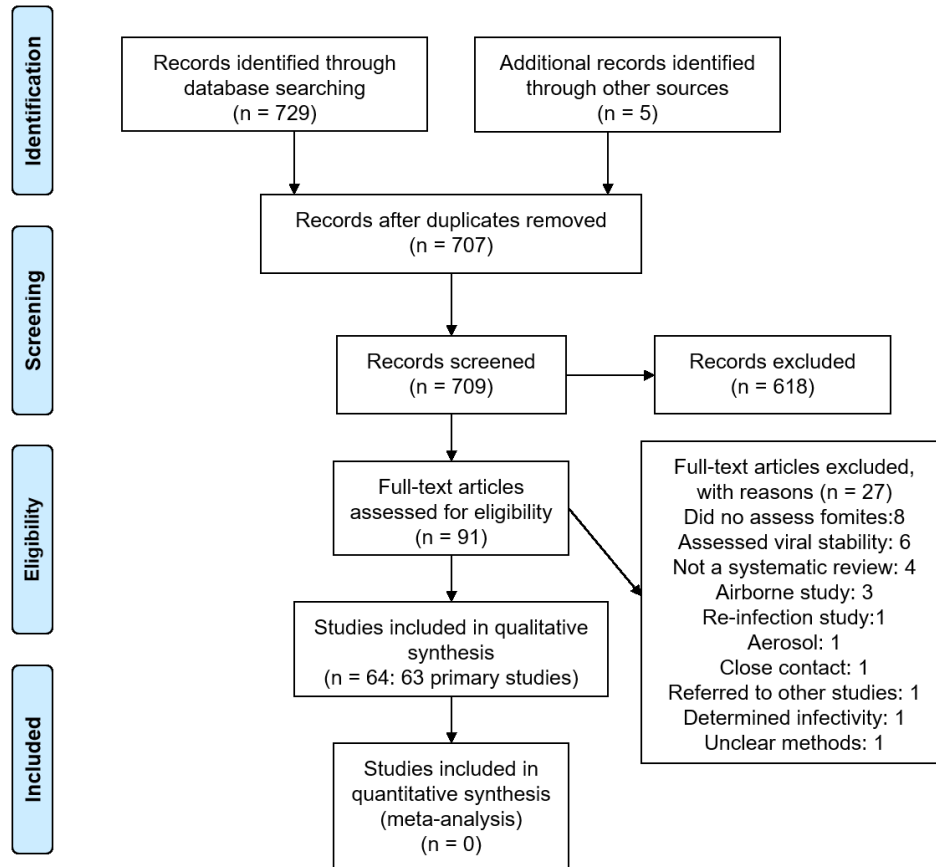 Identification
Records identified through
database searching
(n = 729)
Additional records identified
through other sources
(n = 5)
Records after duplicates removed
(n = 707)
Screening
Records screened
(n = 709)
Records excluded
(n = 618)
Eligibility
Full-text articles
assessed for eligibility
(n = 91)
Full-text articles excluded,
with reasons (n = 27)
Did no assess fomites:8
Assessed viral stability: 6
Not a systematic review: 4
Airborne study: 3
Re-infection study:1
Aerosol: 1
Close contact: 1
Referred to other studies: 1
Determined infectivity: 1
Unclear methods: 1
Studies included in qualitative
synthesis
(n = 64: 63 primary studies)
Included
Studies included in
quantitative synthesis
(meta-analysis)
(n = 0)